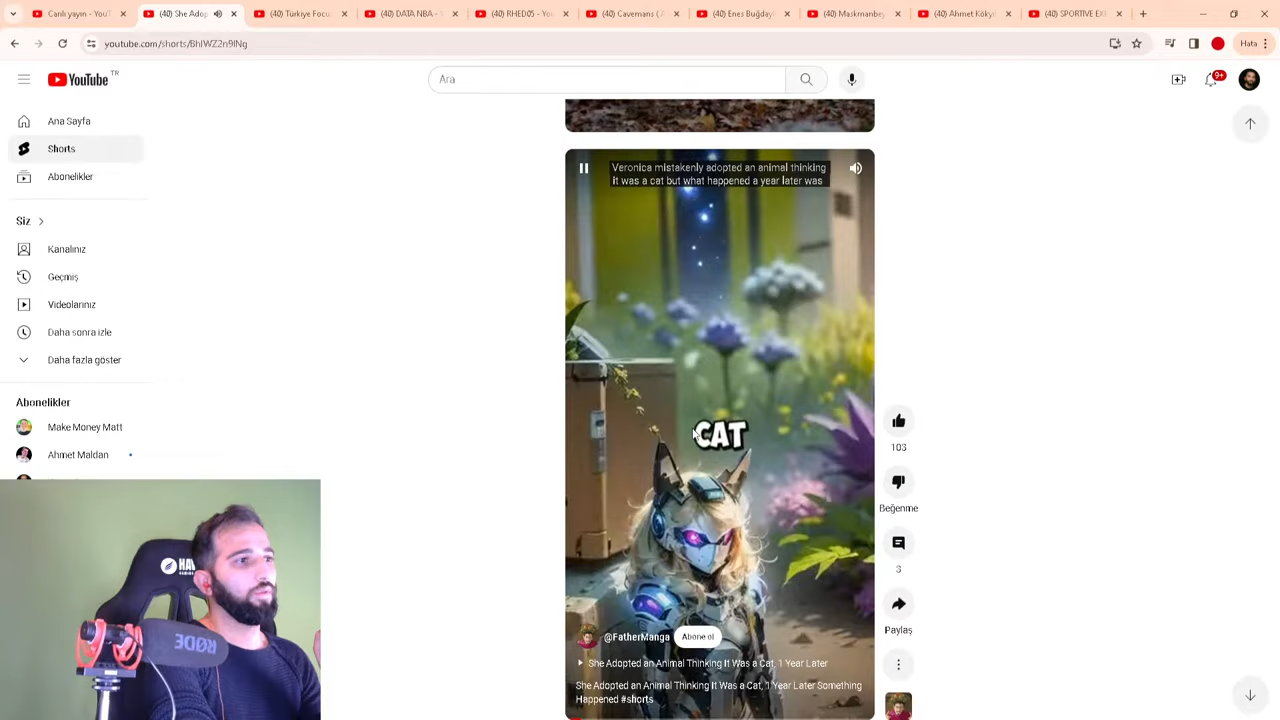 Canlı yayın - YouT
(40) She Adop
(40) Türkiye Focu
(40) DATA NBA - Y
(40) RHED05 - You
(40) Cavemans (
(40) Enes Buğday
(40) Maskmanbey
(40) Ahmet Kökyıl
(40) SPORTIVE EX
youtube.com/shorts/BhIWZ2n9INg
Hata
YouTube TR
Ara
9+
Ana Sayfa
Shorts
Abonelikler
Siz
Kanalınız
Geçmiş
Videolarınız
Daha sonra izle
Daha fazla göster
Abonelikler
Make Money Matt
Ahmet Maldan
Veronica mistakenly adopted an animal thinking
it was a cat but what happened a year later was
CAT
@FatherManga
Abone ol
She Adopted an Animal Thinking It Was a Cat, 1 Year Later
She Adopted an Animal Thinking It Was a Cat, 1 Year Later Something
Happened #shorts
103
Beğenme
3
Paylaş
HAW
RØDE